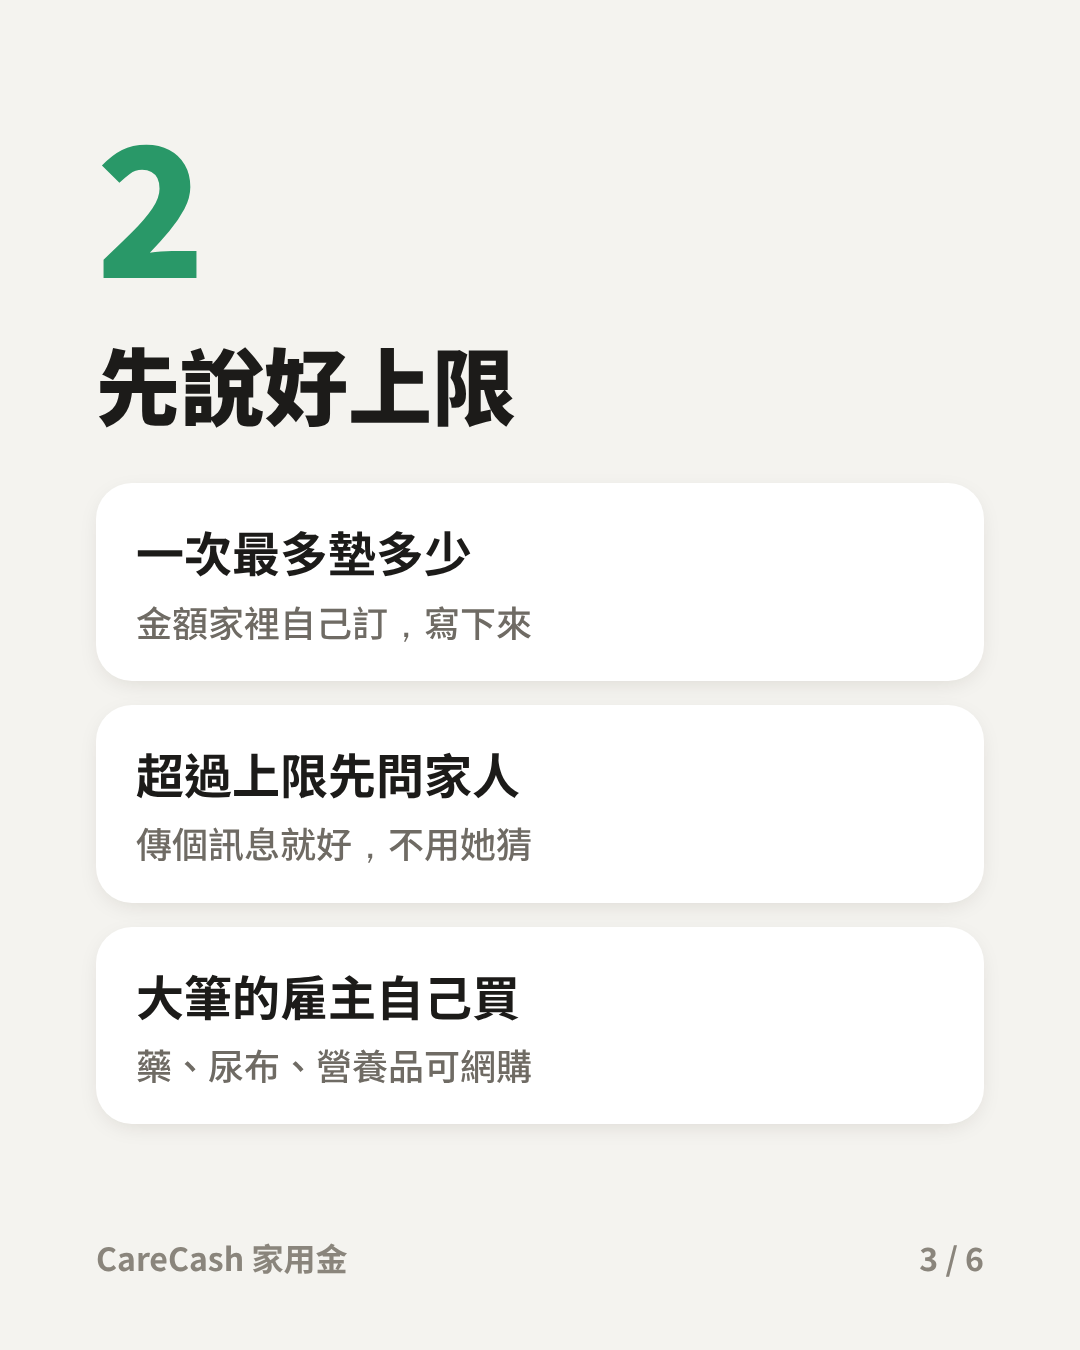 2
先說好上限
一次最多墊多少
金額家裡自己訂，寫下來
超過上限先問家人
傳個訊息就好，不用她猜
大筆的雇主自己買
藥、尿布、營養品可網購
CareCash 家用金
3 / 6